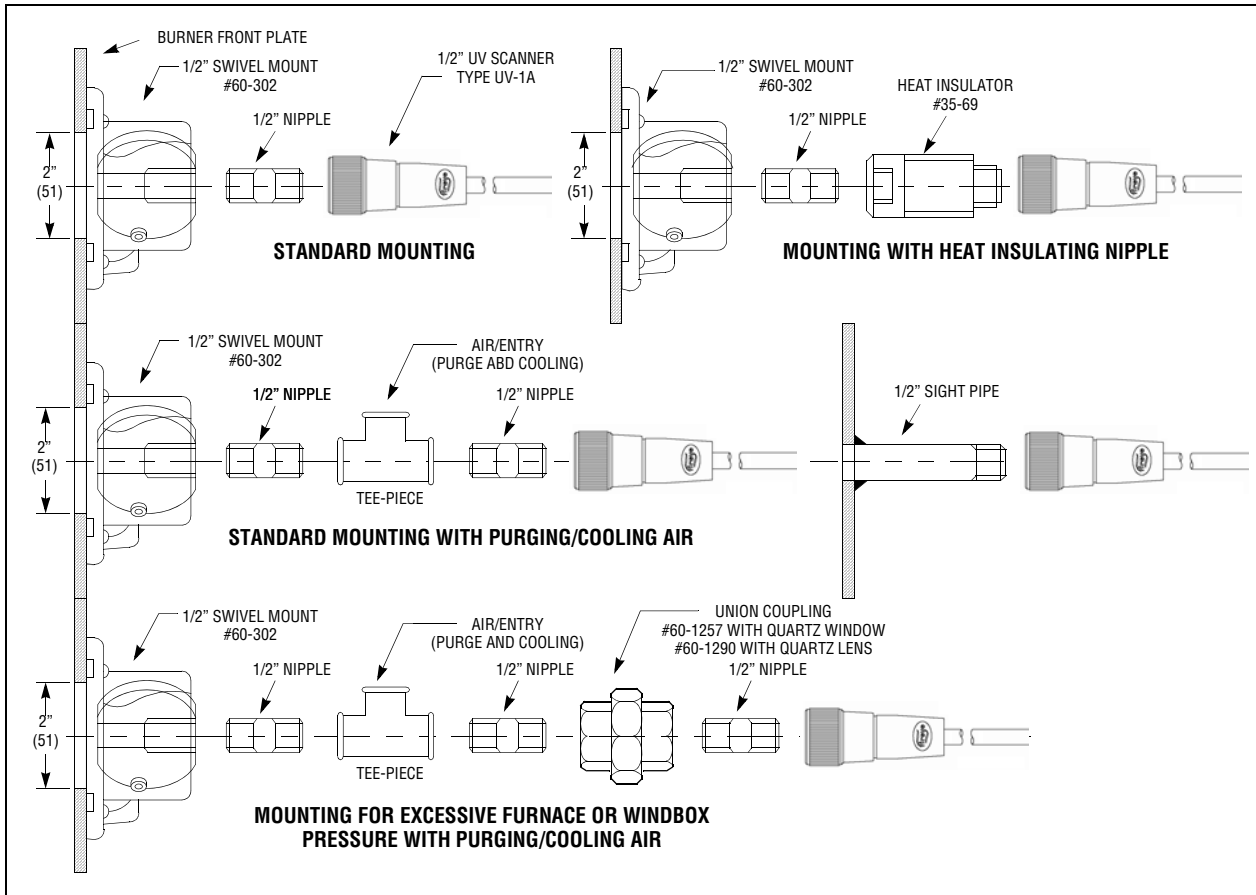 BURNER FRONT PLATE
1/2” SWIVEL MOUNT
#60-302
1/2” UV SCANNER
TYPE UV-1A
1/2” NIPPLE
2”
(51)
STANDARD MOUNTING
1/2” SWIVEL MOUNT
#60-302
HEAT INSULATOR
#35-69
1/2” NIPPLE
2”
(51)
MOUNTING WITH HEAT INSULATING NIPPLE
1/2” SWIVEL MOUNT
#60-302
AIR/ENTRY
(PURGE ABD COOLING)
1/2” NIPPLE
1/2” NIPPLE
2”
(51)
TEE-PIECE
STANDARD MOUNTING WITH PURGING/COOLING AIR
1/2” SIGHT PIPE
1/2” SWIVEL MOUNT
#60-302
AIR/ENTRY
(PURGE AND COOLING)
UNION COUPLING
#60-1257 WITH QUARTZ WINDOW
#60-1290 WITH QUARTZ LENS
1/2” NIPPLE
1/2” NIPPLE
1/2” NIPPLE
2”
(51)
TEE-PIECE
MOUNTING FOR EXCESSIVE FURNACE OR WINDBOX
PRESSURE WITH PURGING/COOLING AIR